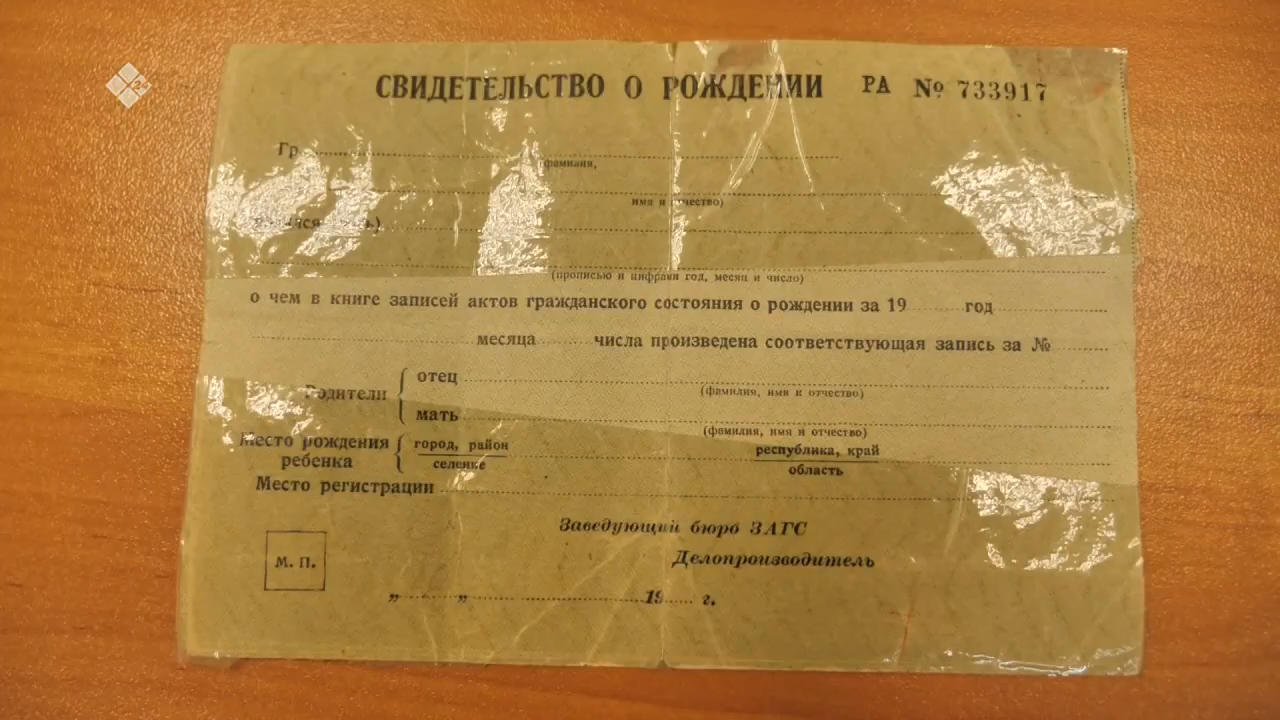 СВИДЕТЕЛЬСТВО О РОЖДЕНИИ РА № 733917
Гр.
(фамилия,
имя и отчество)
(прописью и цифрами год, месяц и число)
о чем в книге записей актов гражданского состояния о рождении за 19 год
месяца числа произведена соответствующая запись за №
Родители
отец
(фамилия, имя и отчество)
мать
(фамилия, имя и отчество)
Место рождения ребенка
город, район
селение
республика, край
область
Место регистрации
Заведующий бюро ЗАГС
Делопроизводитель
М. П.
„ „ 19 г.